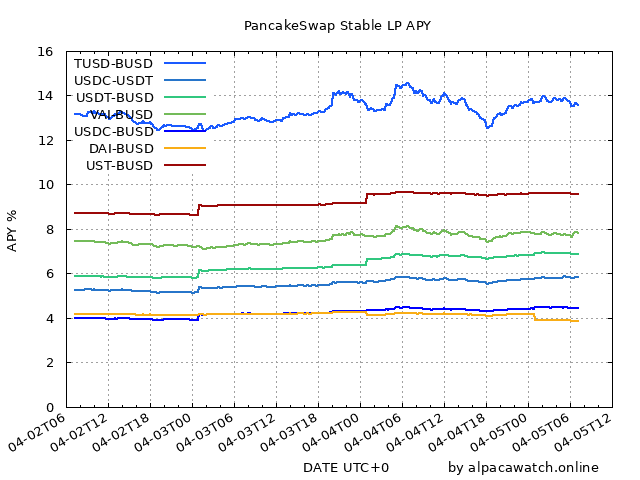 PancakeSwap Stable LP APY
APY %
16
14
12
10
8
6
4
2
0
TUSD-BUSD
USDC-USDT
USDT-BUSD
VAI-BUSD
USDC-BUSD
DAI-BUSD
UST-BUSD
04-02T06
04-02T12
04-02T18
04-03T00
04-03T06
04-03T12
04-03T18
04-04T00
04-04T06
04-04T12
04-04T18
04-05T00
04-05T06
04-05T12
DATE UTC+0
by alpacawatch.online